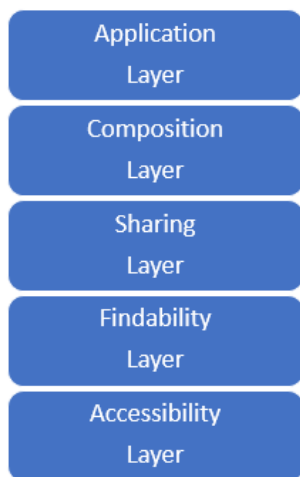 Application
Layer
Composition
Layer
Sharing
Layer
Findability
Layer
Accessibility
Layer